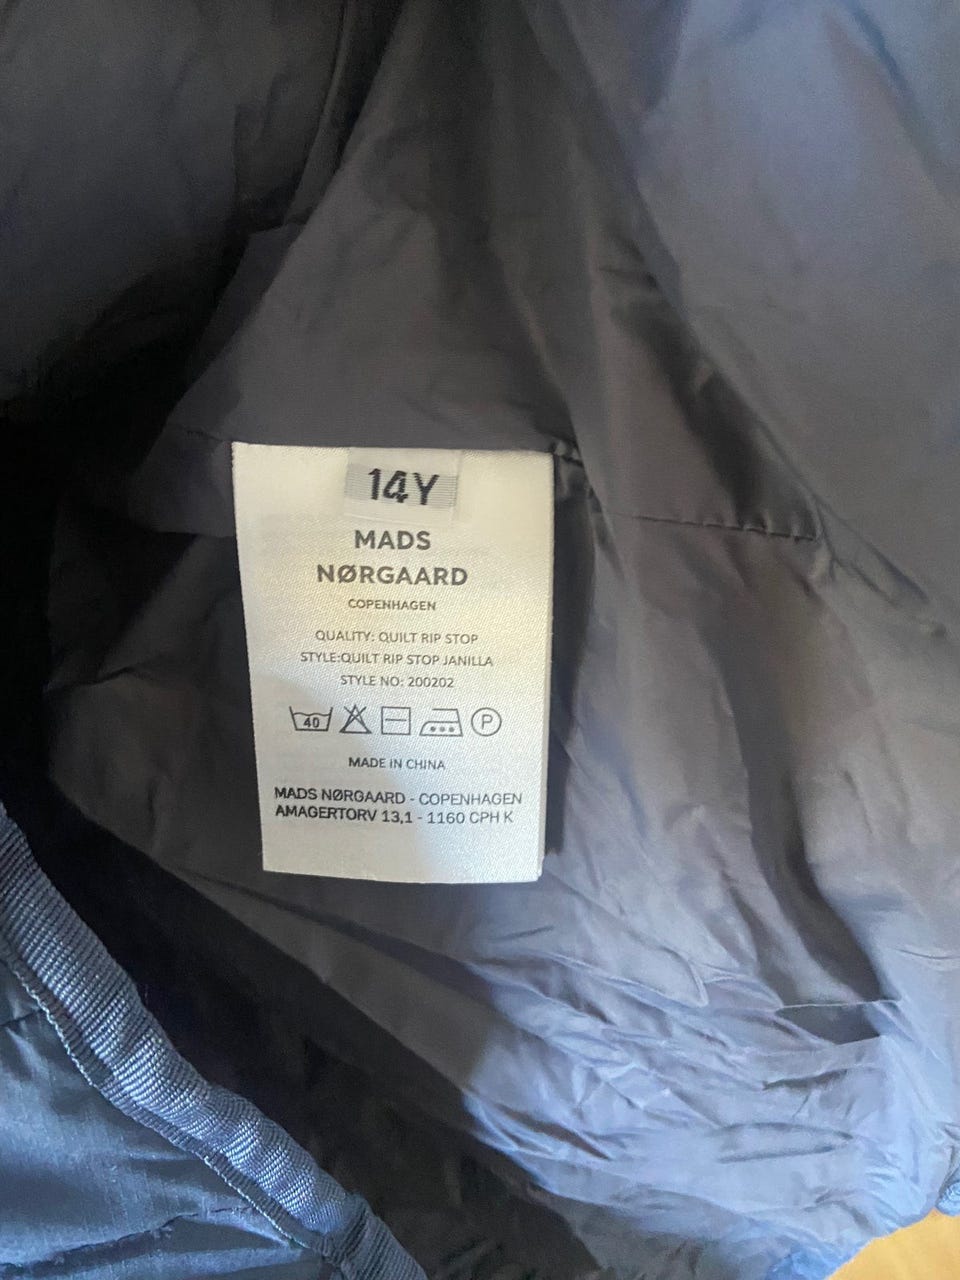 14Y
MADS
NØRGAARD
COPENHAGEN
QUALITY: QUILT RIP STOP
STYLE:QUILT RIP STOP JANILLA
STYLE NO: 200202
40 P
MADE IN CHINA
MADS NØRGAARD - COPENHAGEN
AMAGERTORV 13,1 - 1160 CPH K